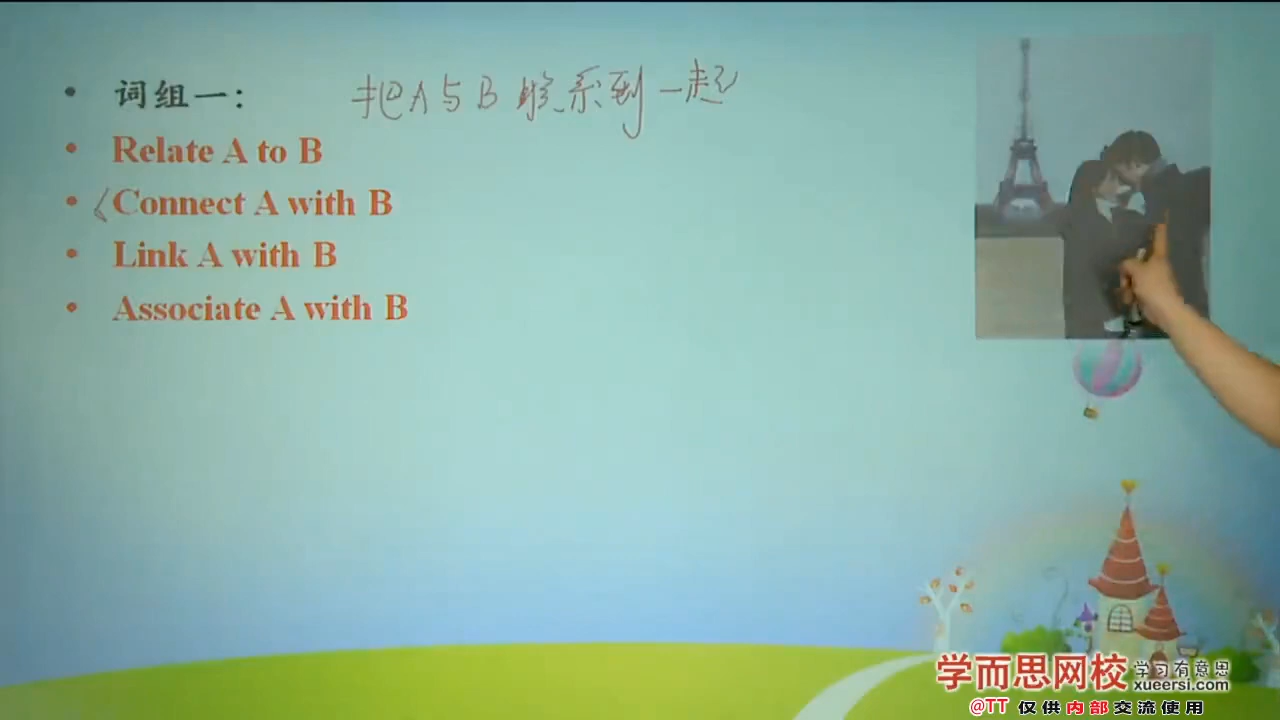 • 词组一： 把A与B联系到一起
• Relate A to B
• Connect A with B
• Link A with B
• Associate A with B
学而思网校 学习有意思
xueersi.com
@TT 仅供内部交流使用